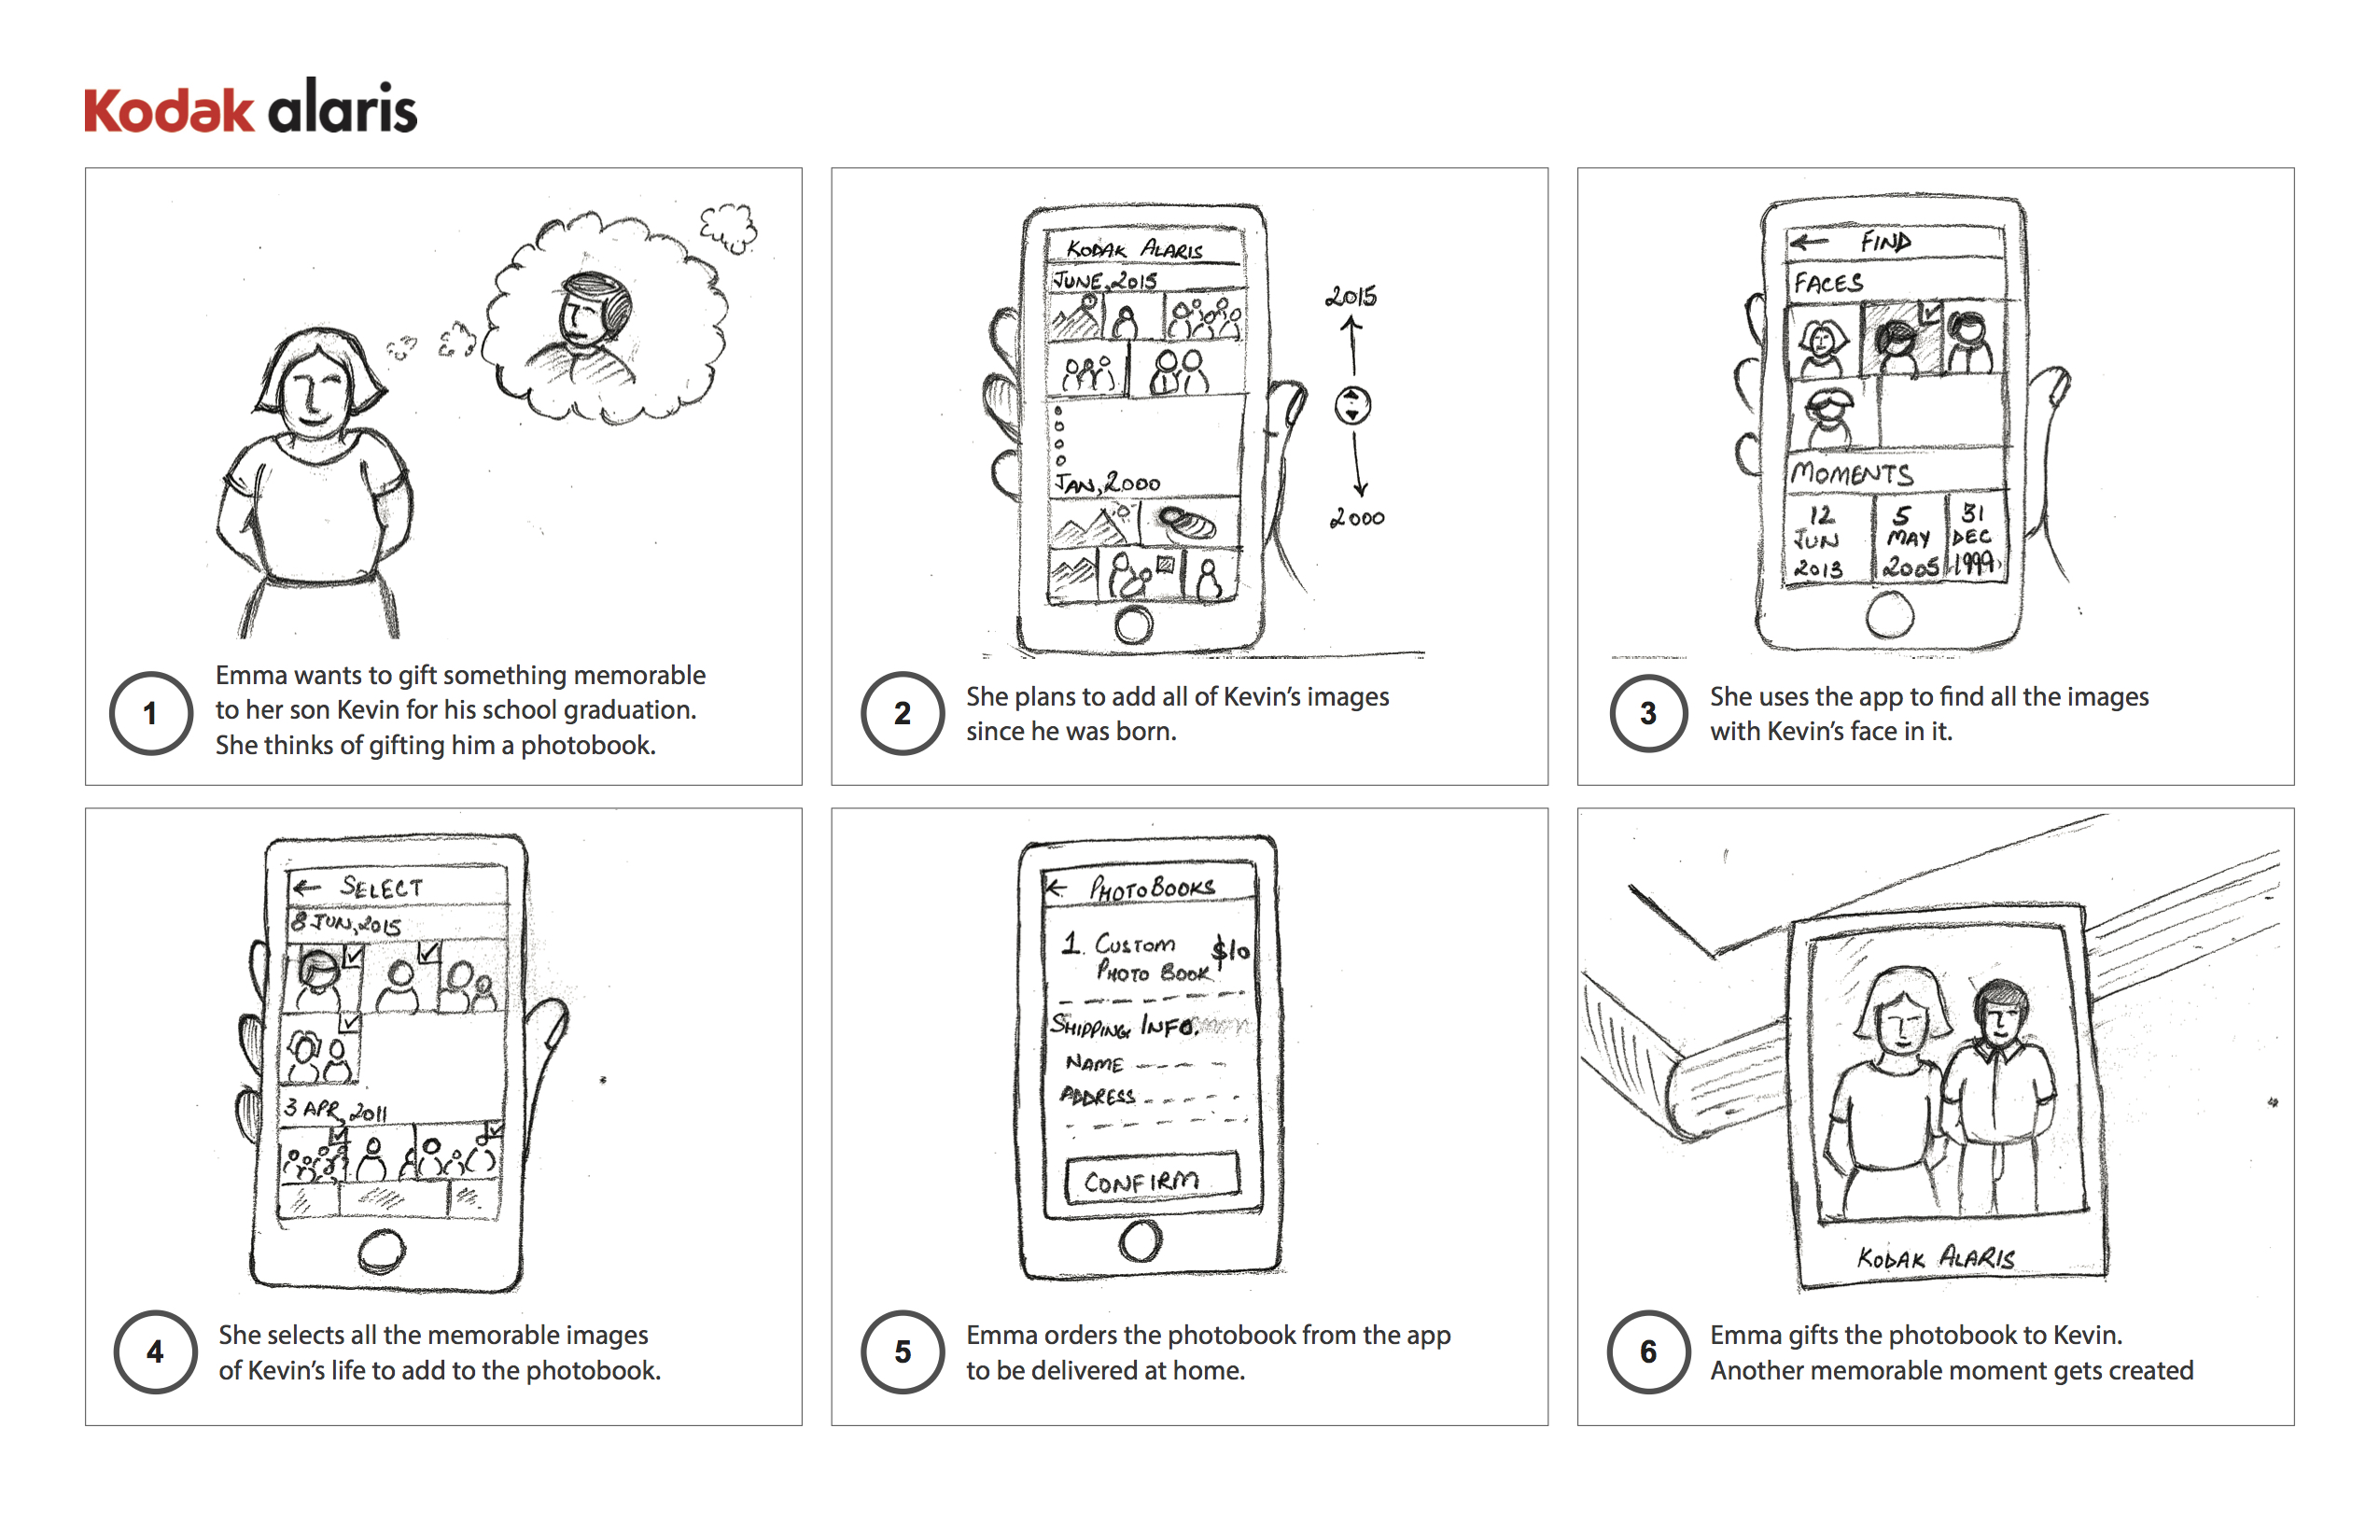 Kodak alaris
KODAK ALARIS
JUNE, 2015
JAN, 2000
2015
2000
1
Emma wants to gift something memorable
to her son Kevin for his school graduation.
She thinks of gifting him a photobook.
2
She plans to add all of Kevin's images
since he was born.
← FIND
FACES
MOMENTS
12 JUN 2013
5 MAY 2005
31 DEC 1999
3
She uses the app to find all the images
with Kevin's face in it.
← SELECT
8 JUN, 2015
3 APR, 2011
4
She selects all the memorable images
of Kevin's life to add to the photobook.
← PHOTOBOOKS
1. CUSTOM $10
PHOTO BOOK
SHIPPING INFO.
NAME
ADDRESS
CONFIRM
5
Emma orders the photobook from the app
to be delivered at home.
KODAK ALARIS
6
Emma gifts the photobook to Kevin.
Another memorable moment gets created